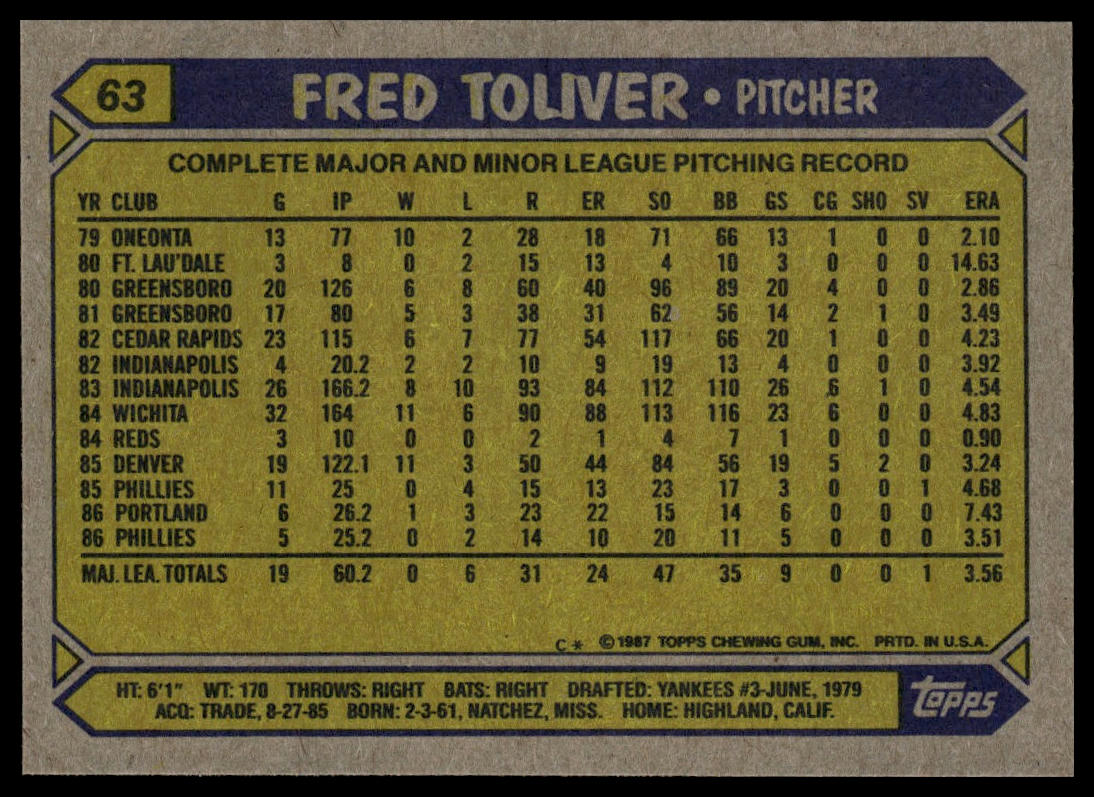 63 FRED TOLIVER • PITCHER
COMPLETE MAJOR AND MINOR LEAGUE PITCHING RECORD
YR CLUB G IP W L R ER SO BB GS CG SHO SV ERA
79 ONEONTA 13 77 10 2 28 18 71 66 13 1 0 0 2.10
80 FT. LAU'DALE 3 8 0 2 15 13 4 10 3 0 0 0 14.63
80 GREENSBORO 20 126 6 8 60 40 96 89 20 4 0 0 2.86
81 GREENSBORO 17 80 5 3 38 31 62 56 14 2 1 0 3.49
82 CEDAR RAPIDS 23 115 6 7 77 54 117 66 20 1 0 0 4.23
82 INDIANAPOLIS 4 20.2 2 2 10 9 19 13 4 0 0 0 3.92
83 INDIANAPOLIS 26 166.2 8 10 93 84 112 110 26 6 1 0 4.54
84 WICHITA 32 164 11 6 90 88 113 116 23 6 0 0 4.83
84 REDS 3 10 0 0 2 1 4 7 1 0 0 0 0.90
85 DENVER 19 122.1 11 3 50 44 84 56 19 5 2 0 3.24
85 PHILLIES 11 25 0 4 15 13 23 17 3 0 0 1 4.68
86 PORTLAND 6 26.2 1 3 23 22 15 14 6 0 0 0 7.43
86 PHILLIES 5 25.2 0 2 14 10 20 11 5 0 0 0 3.51
MAJ. LEA. TOTALS 19 60.2 0 6 31 24 47 35 9 0 0 1 3.56
C * © 1987 TOPPS CHEWING GUM, INC. PRTD. IN U.S.A.
HT: 6'1" WT: 170 THROWS: RIGHT BATS: RIGHT DRAFTED: YANKEES #3-JUNE, 1979
ACQ: TRADE, 8-27-85 BORN: 2-3-61, NATCHEZ, MISS. HOME: HIGHLAND, CALIF.
Topps